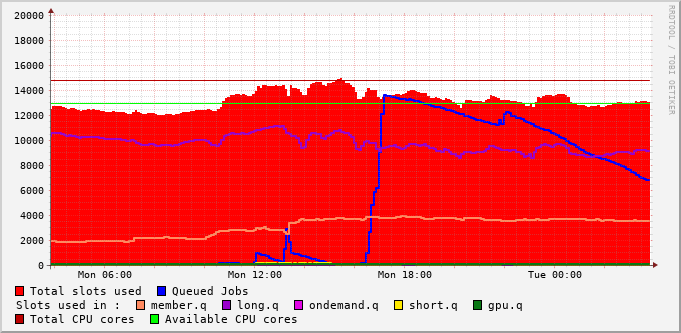 20000
18000
16000
14000
12000
10000
8000
6000
4000
2000
0
Mon 06:00 Mon 12:00 Mon 18:00 Tue 00:00
Total slots used Queued Jobs
Slots used in : member.q long.q ondemand.q short.q gpu.q
Total CPU cores Available CPU cores
RRDTOOL / TOBI OETIKER